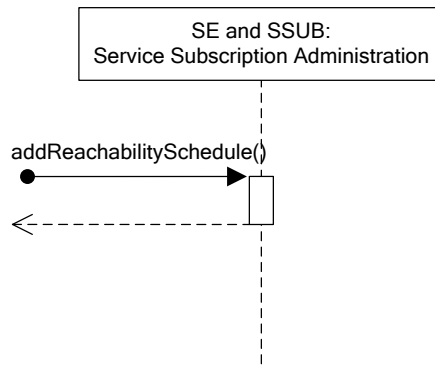 SE and SSUB:
Service Subscription Administration
addReachabilitySchedule()